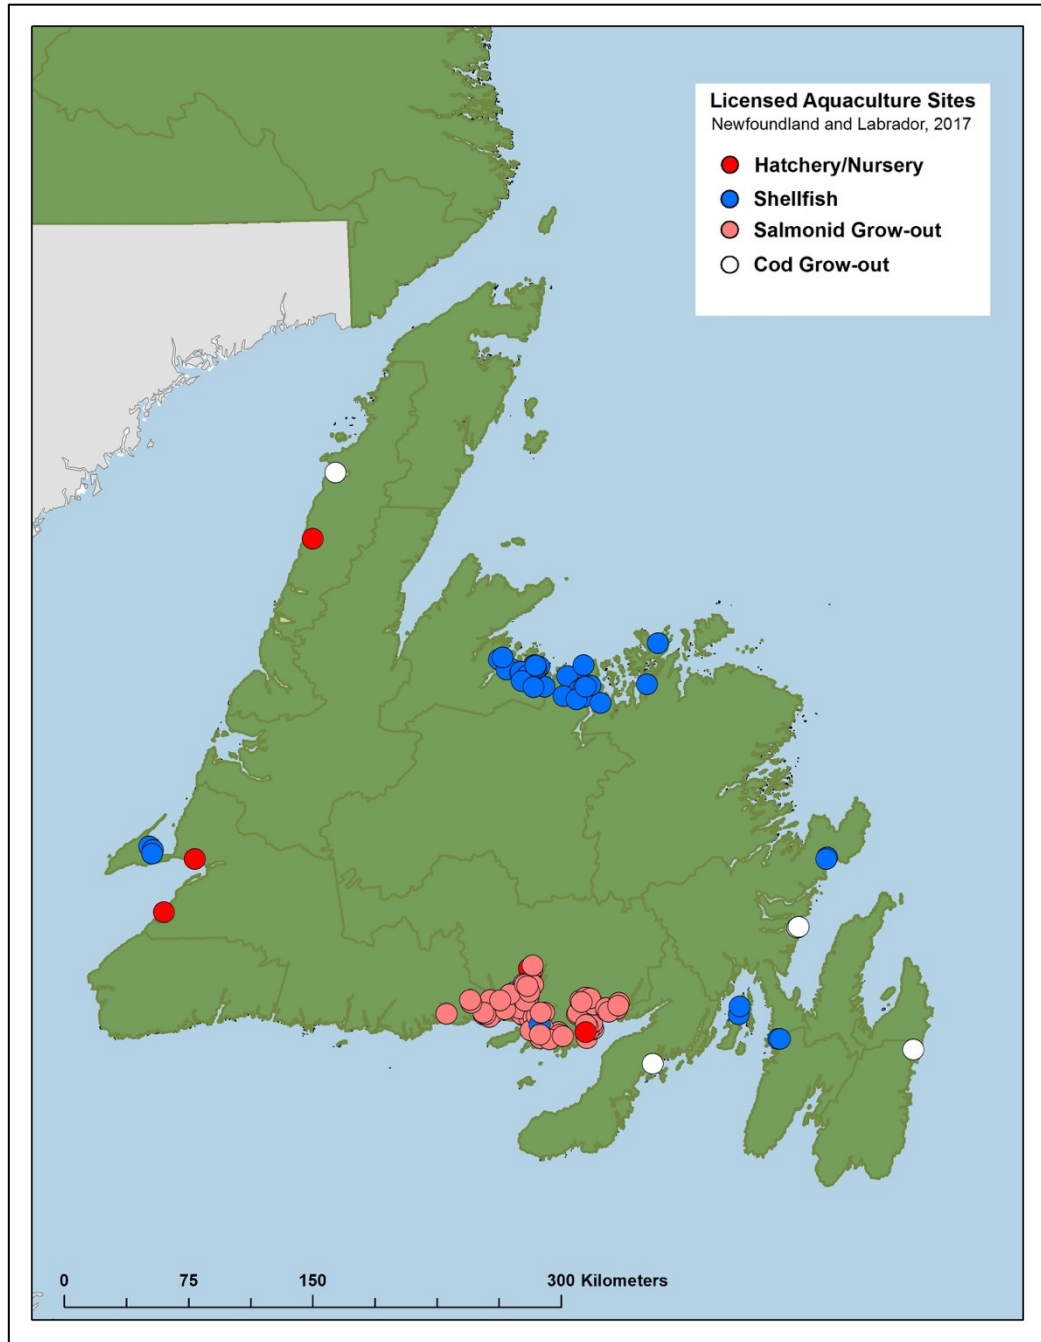 Licensed Aquaculture Sites
Newfoundland and Labrador, 2017
Hatchery/Nursery
Shellfish
Salmonid Grow-out
Cod Grow-out
0 75 150 300 Kilometers